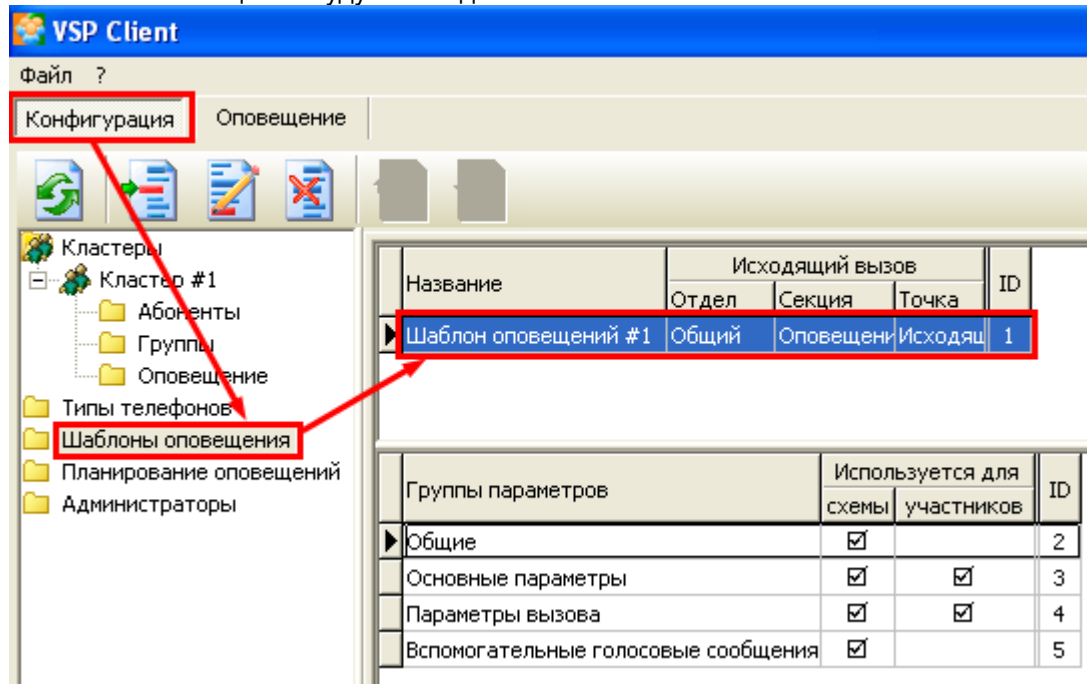 VSP Client
Файл ?
Конфигурация Оповещение
Кластеры
Кластер #1
Абоненты
Группы
Оповещение
Типы телефонов
Шаблоны оповещения
Планирование оповещений
Администраторы
Название Исходящий вызов ID
Отдел Секция Точка
Шаблон оповещений #1 Общий Оповещени Исходящ 1
Группы параметров Используется для ID
схемы участников
Общие 2
Основные параметры 3
Параметры вызова 4
Вспомогательные голосовые сообщения 5